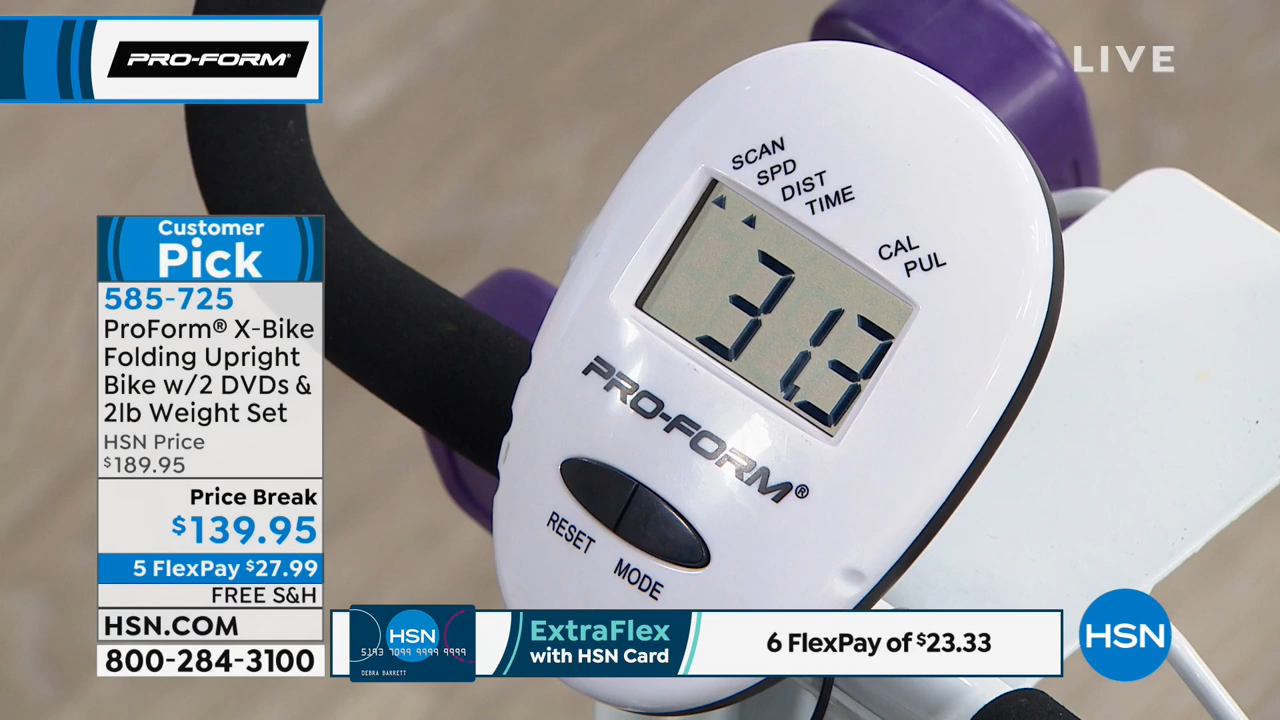 PRO-FORM®
LIVE
SCAN
SPD
DIST
TIME
CAL
PUL
31.3
PRO-FORM®
RESET
MODE
Customer
Pick
585-725
ProForm® X-Bike
Folding Upright
Bike w/2 DVDs &
2lb Weight Set
HSN Price
$189.95
Price Break
$139.95
5 FlexPay $27.99
FREE S&H
HSN.COM
800-284-3100
HSN
5193 7099 9999 9999
DEBRA BARRETT
ExtraFlex
with HSN Card
6 FlexPay of $23.33
HSN